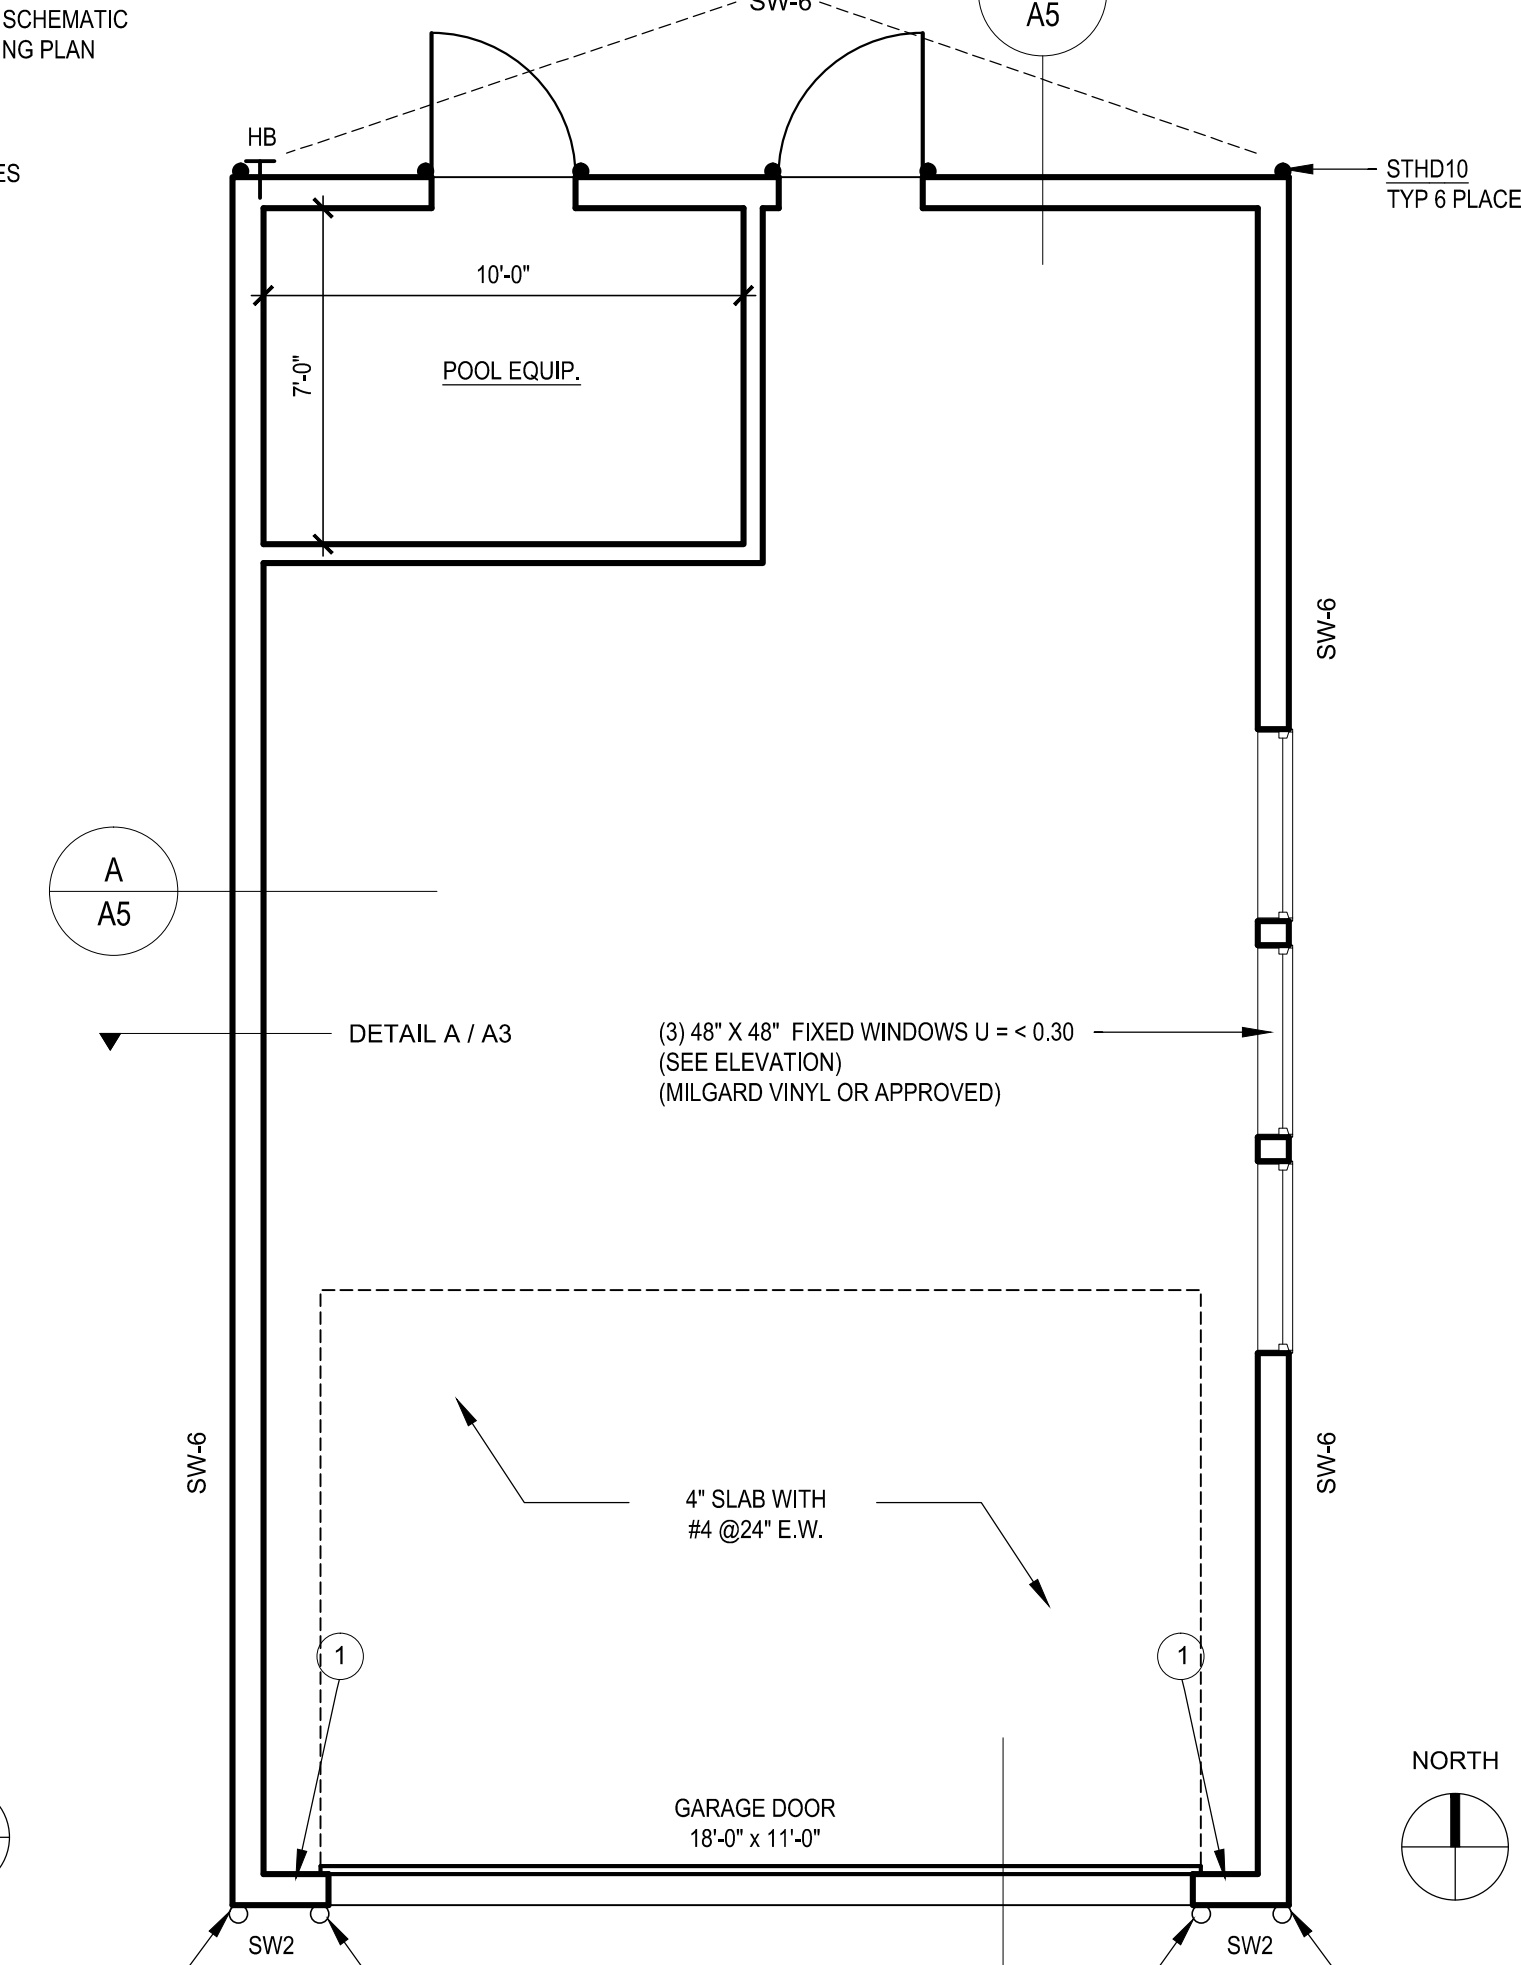 SCHEMATIC
NG PLAN
SW-6
A5
HB
ES
STHD10
TYP 6 PLACE
10'-0"
7'-0"
POOL EQUIP.
SW-6
A
A5
DETAIL A / A3
(3) 48" X 48" FIXED WINDOWS U = < 0.30
(SEE ELEVATION)
(MILGARD VINYL OR APPROVED)
SW-6
SW-6
4" SLAB WITH
#4 @24" E.W.
1
1
NORTH
GARAGE DOOR
18'-0" x 11'-0"
SW2
SW2